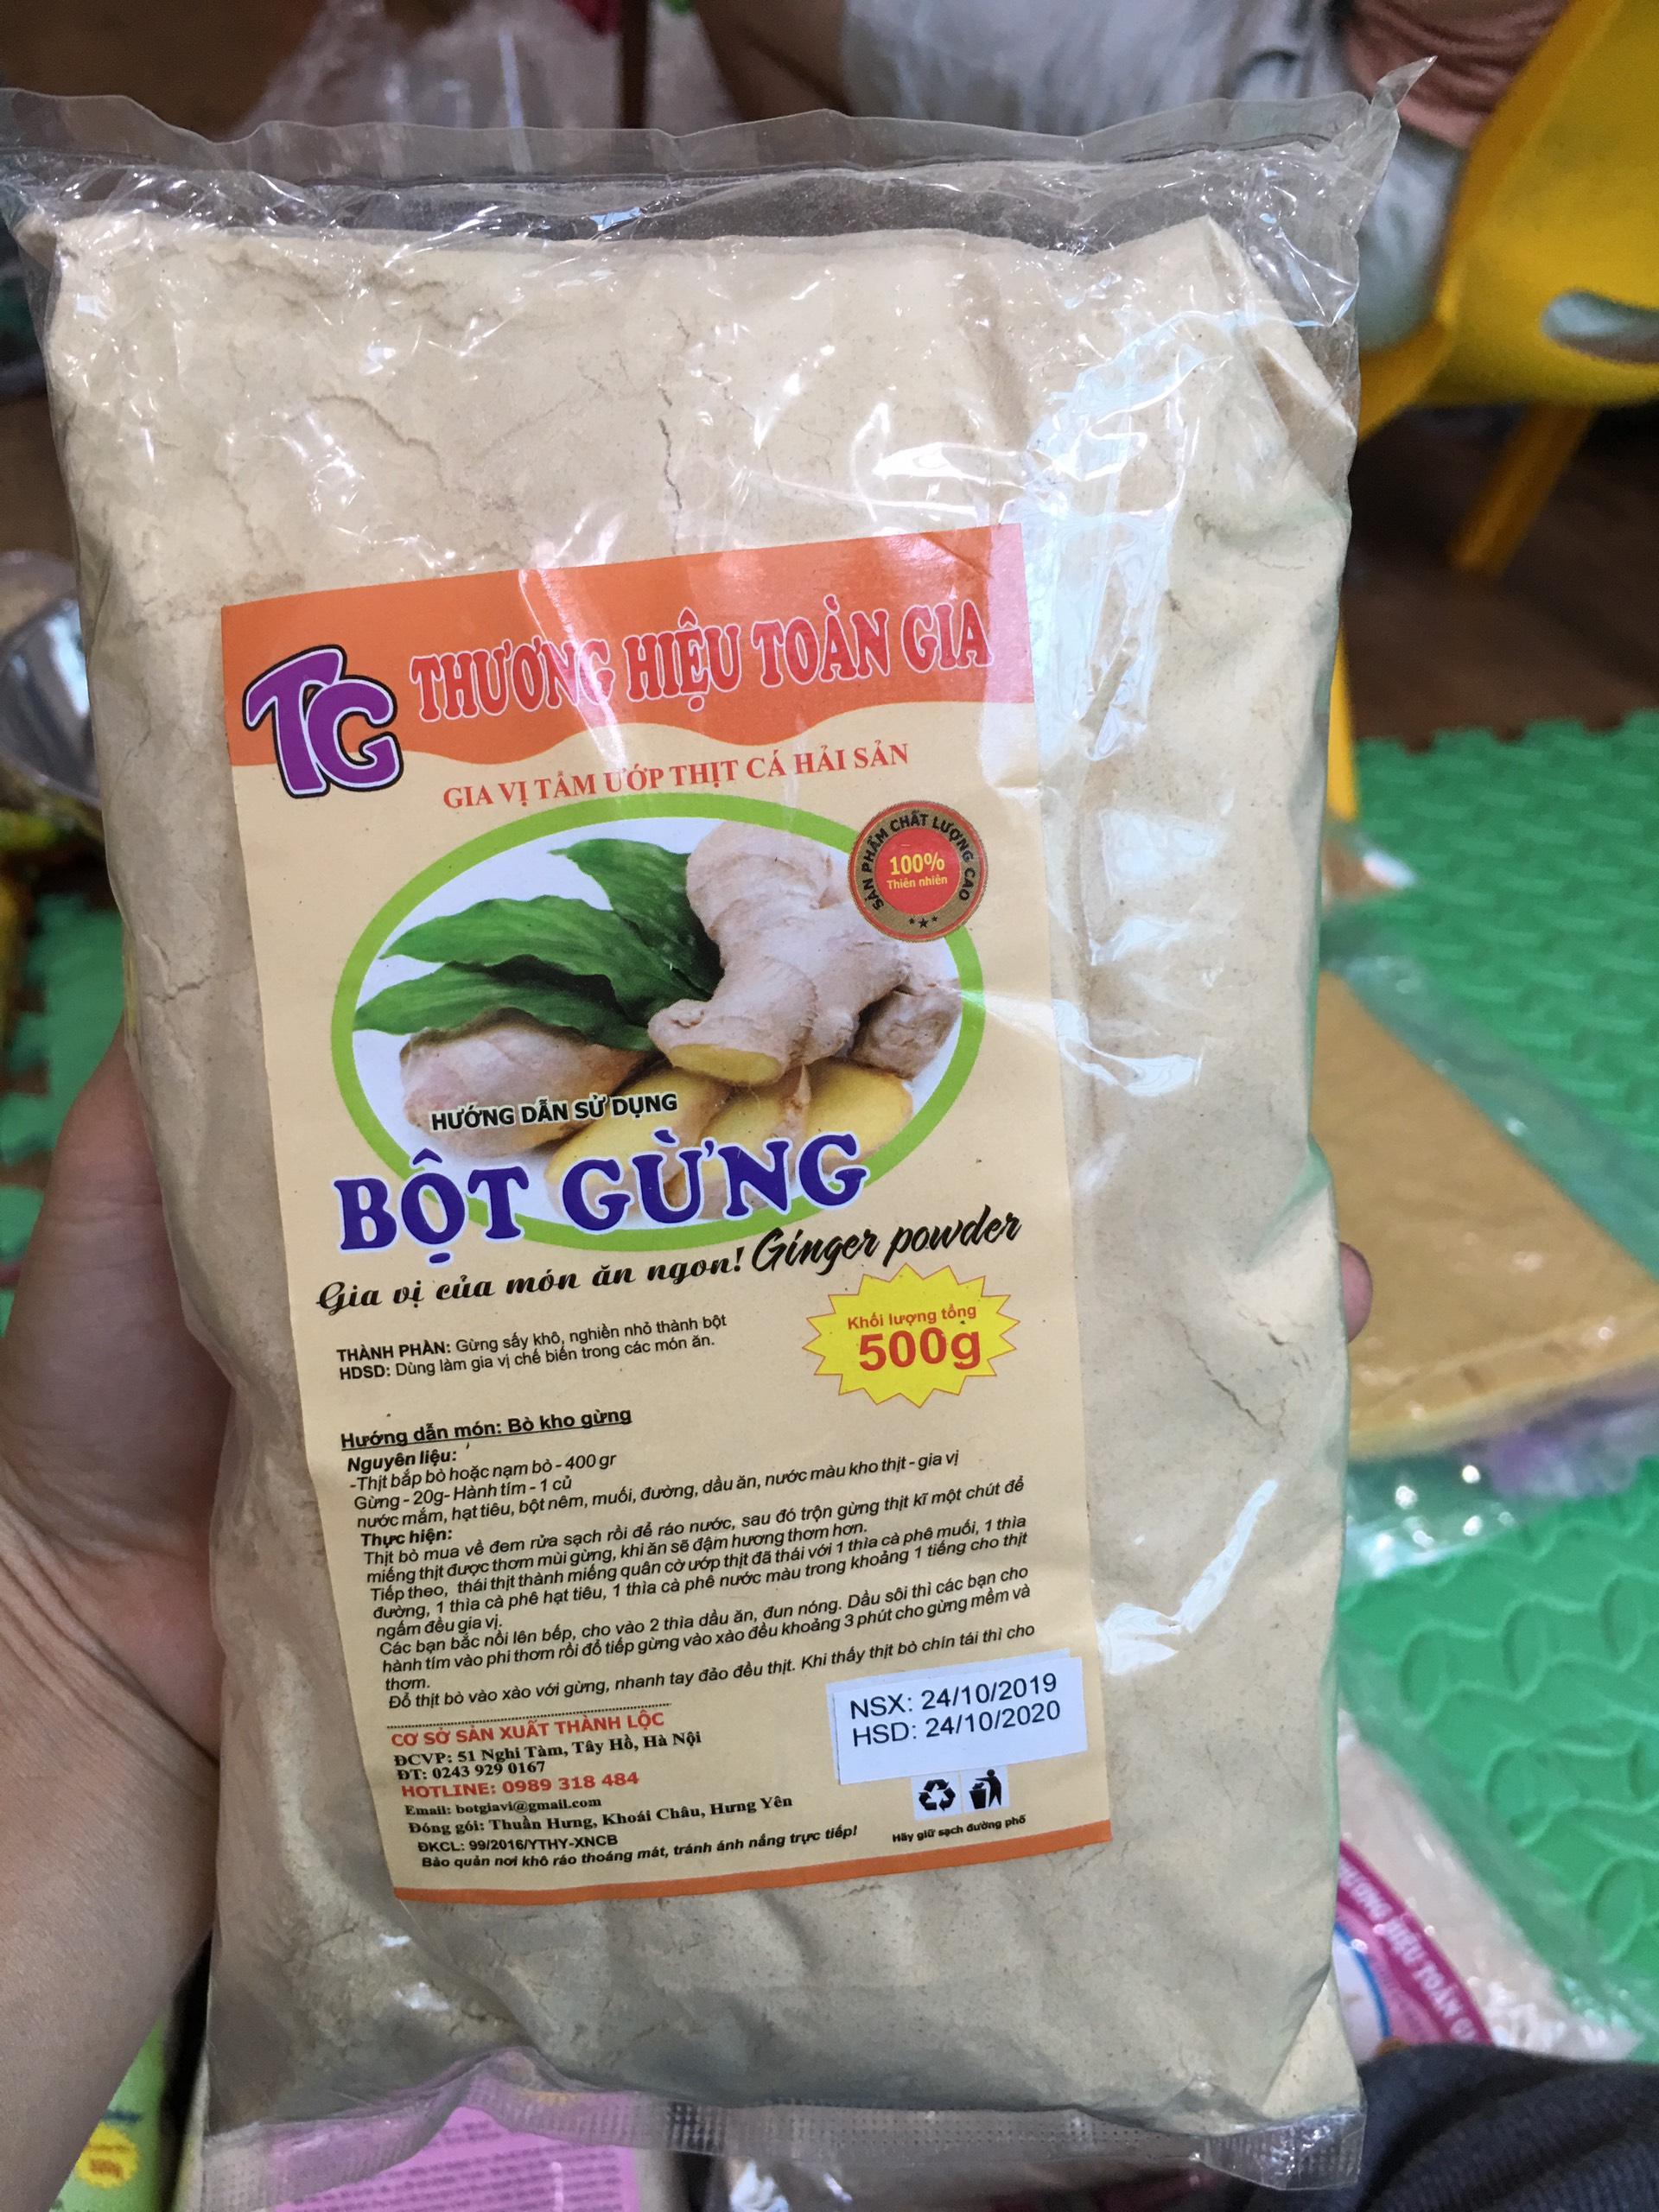 TG THƯƠNG HIỆU TOÀN GIA
GIA VỊ TẨM ƯỚP THỊT CÁ HẢI SẢN
SẢN PHẨM CHẤT LƯỢNG CAO
100%
Thiên nhiên
HƯỚNG DẪN SỬ DỤNG
BỘT GỪNG
Gia vị của món ăn ngon! Ginger powder
THÀNH PHẦN: Gừng sấy khô, nghiền nhỏ thành bột
HDSD: Dùng làm gia vị chế biến trong các món ăn.
Khối lượng tổng
500g
Hướng dẫn món: Bò kho gừng
Nguyên liệu:
-Thịt bắp bò hoặc nạm bò - 400 gr
Gừng - 20g- Hành tím - 1 củ
nước mắm, hạt tiêu, bột nêm, muối, đường, dầu ăn, nước màu kho thịt - gia vị
Thực hiện:
Thịt bò mua về đem rửa sạch rồi để ráo nước, sau đó trộn gừng thịt kĩ một chút để
miếng thịt được thơm mùi gừng, khi ăn sẽ đậm hương thơm hơn.
Tiếp theo, thái thịt thành miếng quân cờ ướp thịt đã thái với 1 thìa cà phê muối, 1 thìa
đường, 1 thìa cà phê hạt tiêu, 1 thìa cà phê nước màu trong khoảng 1 tiếng cho thịt
ngấm đều gia vị.
Các bạn bắc nồi lên bếp, cho vào 2 thìa dầu ăn, đun nóng. Dầu sôi thì các bạn cho
hành tím vào phi thơm rồi đổ tiếp gừng vào xào đều khoảng 3 phút cho gừng mềm và
thơm.
Đổ thịt bò vào xào với gừng, nhanh tay đảo đều thịt. Khi thấy thịt bò chín tái thì cho
NSX: 24/10/2019
HSD: 24/10/2020
CƠ SỞ SẢN XUẤT THÀNH LỘC
ĐCVP: 51 Nghi Tàm, Tây Hồ, Hà Nội
ĐT: 0243 929 0167
HOTLINE: 0989 318 484
Email: botgiavi@gmail.com
Đóng gói: Thuần Hưng, Khoái Châu, Hưng Yên
ĐKCL: 99/2016/YTHY-XNCB
Bảo quản nơi khô ráo thoáng mát, tránh ánh nắng trực tiếp!
Hãy giữ sạch đường phố
THƯƠNG HIỆU TOÀN